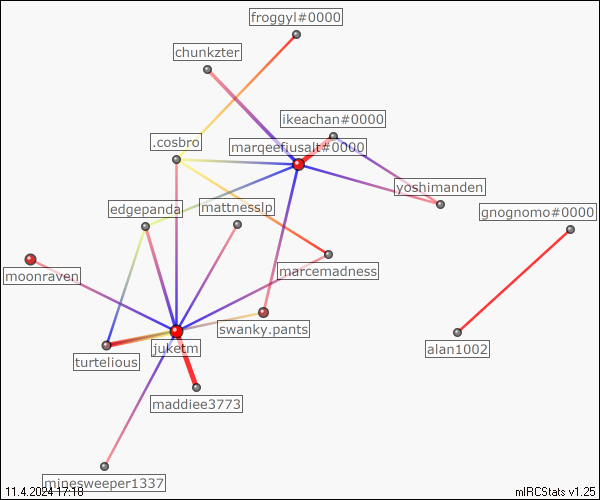 froggyl#0000
chunkzter
ikeachan#0000
.cosbro
marqeefiusalt#0000
yoshimanden
edgepanda
mattnesslp
gnognomo#0000
moonraven
marcemadness
swanky.pants
juketm
alan1002
turtelious
maddiee3773
minesweeper1337
11.4.2024 17:18
mIRCStats v1.25